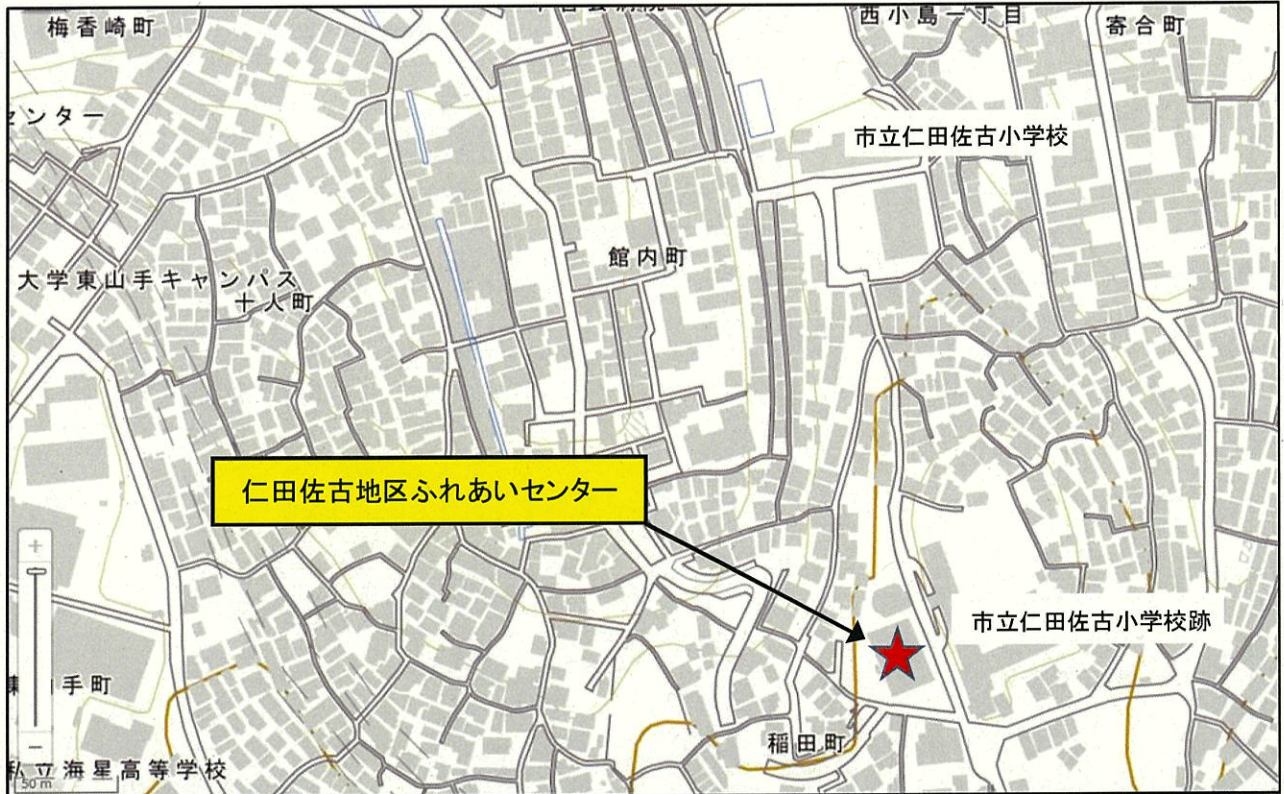 梅香崎町
西小島一丁目
寄合町
センター
市立仁田佐古小学校
館内町
大学東山手キャンパス
十人町
仁田佐古地区ふれあいセンター
+
市立仁田佐古小学校跡
手町
稲田町
−
私立海星高等学校
50 m